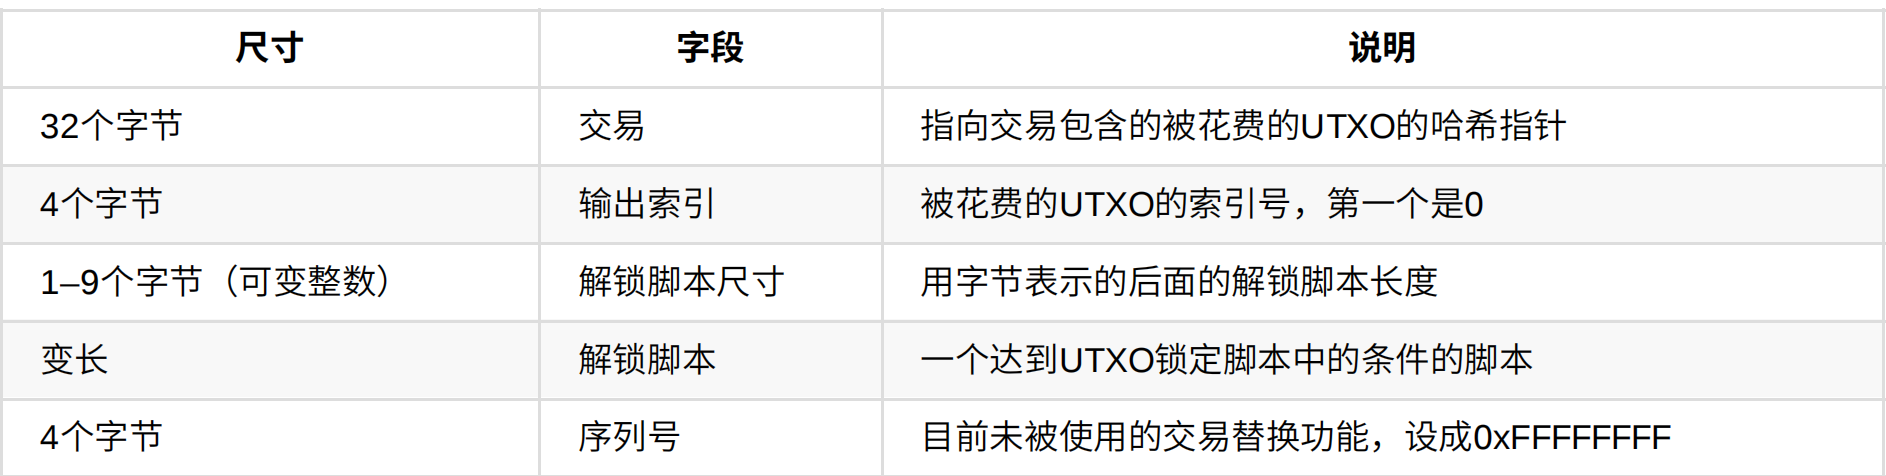 尺寸 字段 说明
32个字节 交易 指向交易包含的被花费的UTXO的哈希指针
4个字节 输出索引 被花费的UTXO的索引号，第一个是0
1–9个字节（可变整数） 解锁脚本尺寸 用字节表示的后面的解锁脚本长度
变长 解锁脚本 一个达到UTXO锁定脚本中的条件的脚本
4个字节 序列号 目前未被使用的交易替换功能，设成0xFFFFFFFF